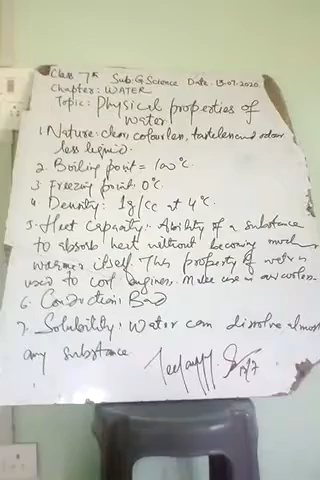 Class 7th Sub: G Science Date. 13-07-2020
Chapter: WATER
Topic: Physical properties of
water
1. Nature: clear, colourless, tasteless and odour
less liquid.
2. Boiling point = 100°C.
3 Freezing point 0°C.
4. Density: 1g/cc at 4°C.
5. Heat Capacity: Ability of a substance
to absorb heat without becoming much
warmer itself. This property of water is
used to cool engines. Make use in air coolers.
6. Conduction: Bad
7. Solubility: Water can dissolve almost
any substance